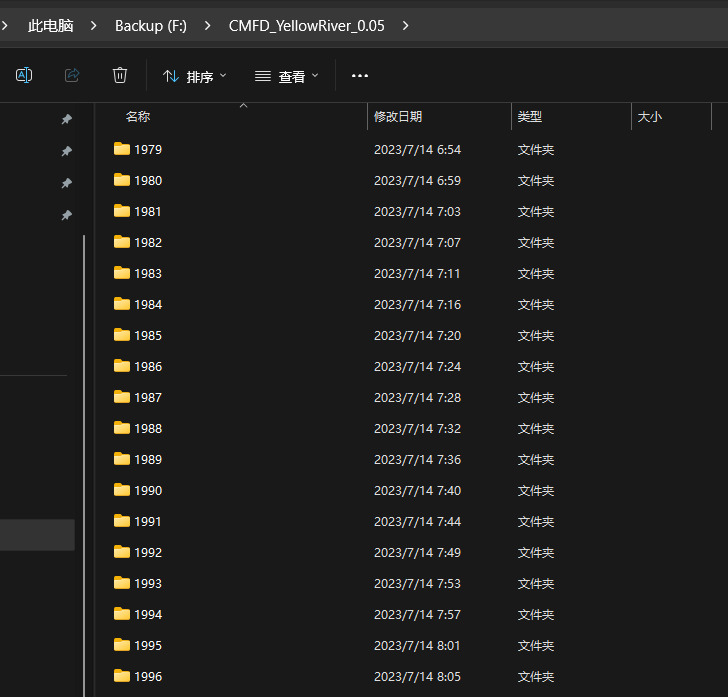 此电脑 Backup (F:) CMFD_YellowRiver_0.05
排序 查看
名称 修改日期 类型 大小
1979 2023/7/14 6:54 文件夹
1980 2023/7/14 6:59 文件夹
1981 2023/7/14 7:03 文件夹
1982 2023/7/14 7:07 文件夹
1983 2023/7/14 7:11 文件夹
1984 2023/7/14 7:16 文件夹
1985 2023/7/14 7:20 文件夹
1986 2023/7/14 7:24 文件夹
1987 2023/7/14 7:28 文件夹
1988 2023/7/14 7:32 文件夹
1989 2023/7/14 7:36 文件夹
1990 2023/7/14 7:40 文件夹
1991 2023/7/14 7:44 文件夹
1992 2023/7/14 7:49 文件夹
1993 2023/7/14 7:53 文件夹
1994 2023/7/14 7:57 文件夹
1995 2023/7/14 8:01 文件夹
1996 2023/7/14 8:05 文件夹